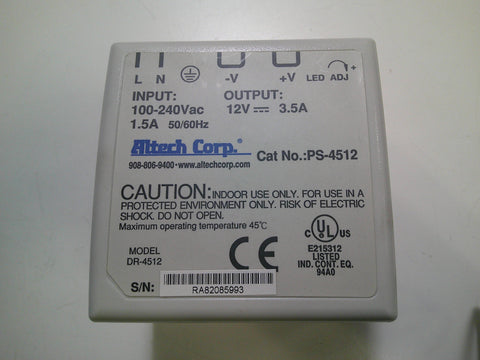 L N -V +V LED ADJ
INPUT: OUTPUT:
100-240Vac 12V 3.5A
1.5A 50/60Hz
Altech Corp.® Cat No.:PS-4512
908-806-9400•www.altechcorp.com
CAUTION: INDOOR USE ONLY. FOR USE IN A
PROTECTED ENVIRONMENT ONLY. RISK OF ELECTRIC
SHOCK. DO NOT OPEN.
Maximum operating temperature 45℃
MODEL
DR-4512
CE
C UL US
E215312
LISTED
IND. CONT. EQ.
94A0
S/N:
RA82085993